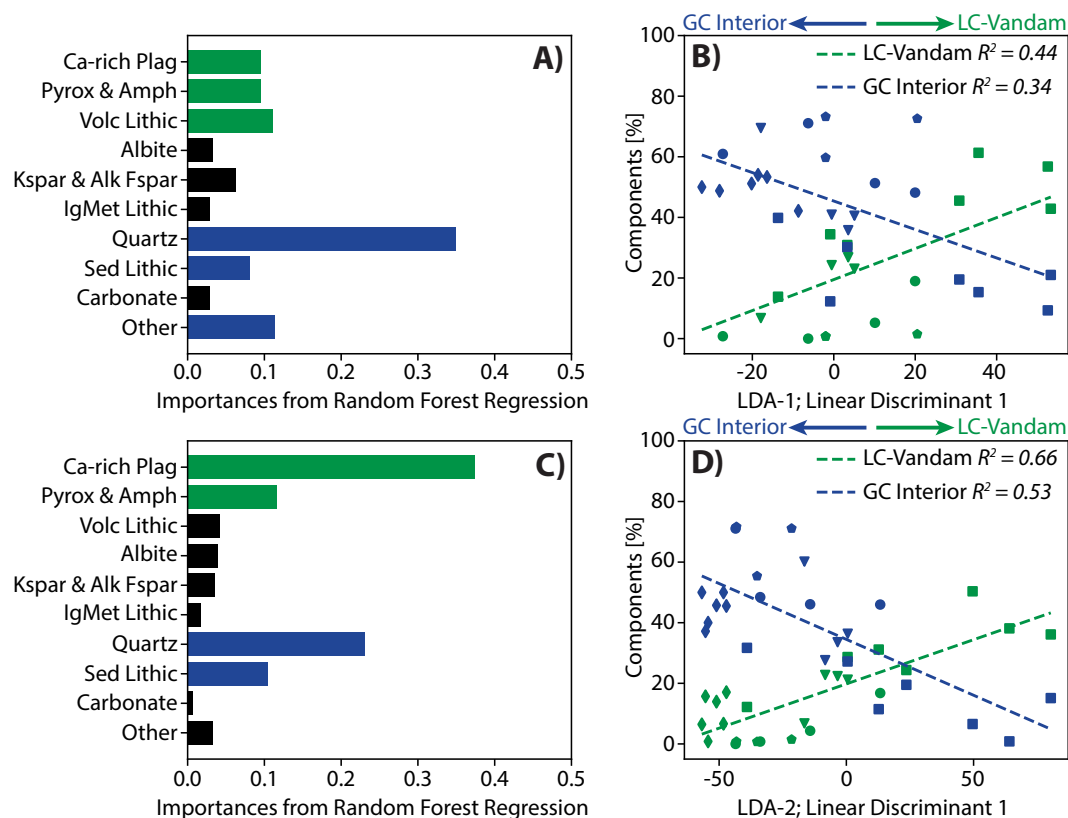 A)
Ca-rich Plag
Pyrox & Amph
Volc Lithic
Albite
Kspar & Alk Fspar
IgMet Lithic
Quartz
Sed Lithic
Carbonate
Other
0.0 0.1 0.2 0.3 0.4 0.5
Importances from Random Forest Regression
GC Interior LC-Vandam
B)
LC-Vandam R² = 0.44
GC Interior R² = 0.34
Components [%]
100
80
60
40
20
0
-20 0 20 40
LDA-1; Linear Discriminant 1
C)
Ca-rich Plag
Pyrox & Amph
Volc Lithic
Albite
Kspar & Alk Fspar
IgMet Lithic
Quartz
Sed Lithic
Carbonate
Other
0.0 0.1 0.2 0.3 0.4 0.5
Importances from Random Forest Regression
GC Interior LC-Vandam
D)
LC-Vandam R² = 0.66
GC Interior R² = 0.53
Components [%]
100
80
60
40
20
0
-50 0 50
LDA-2; Linear Discriminant 1